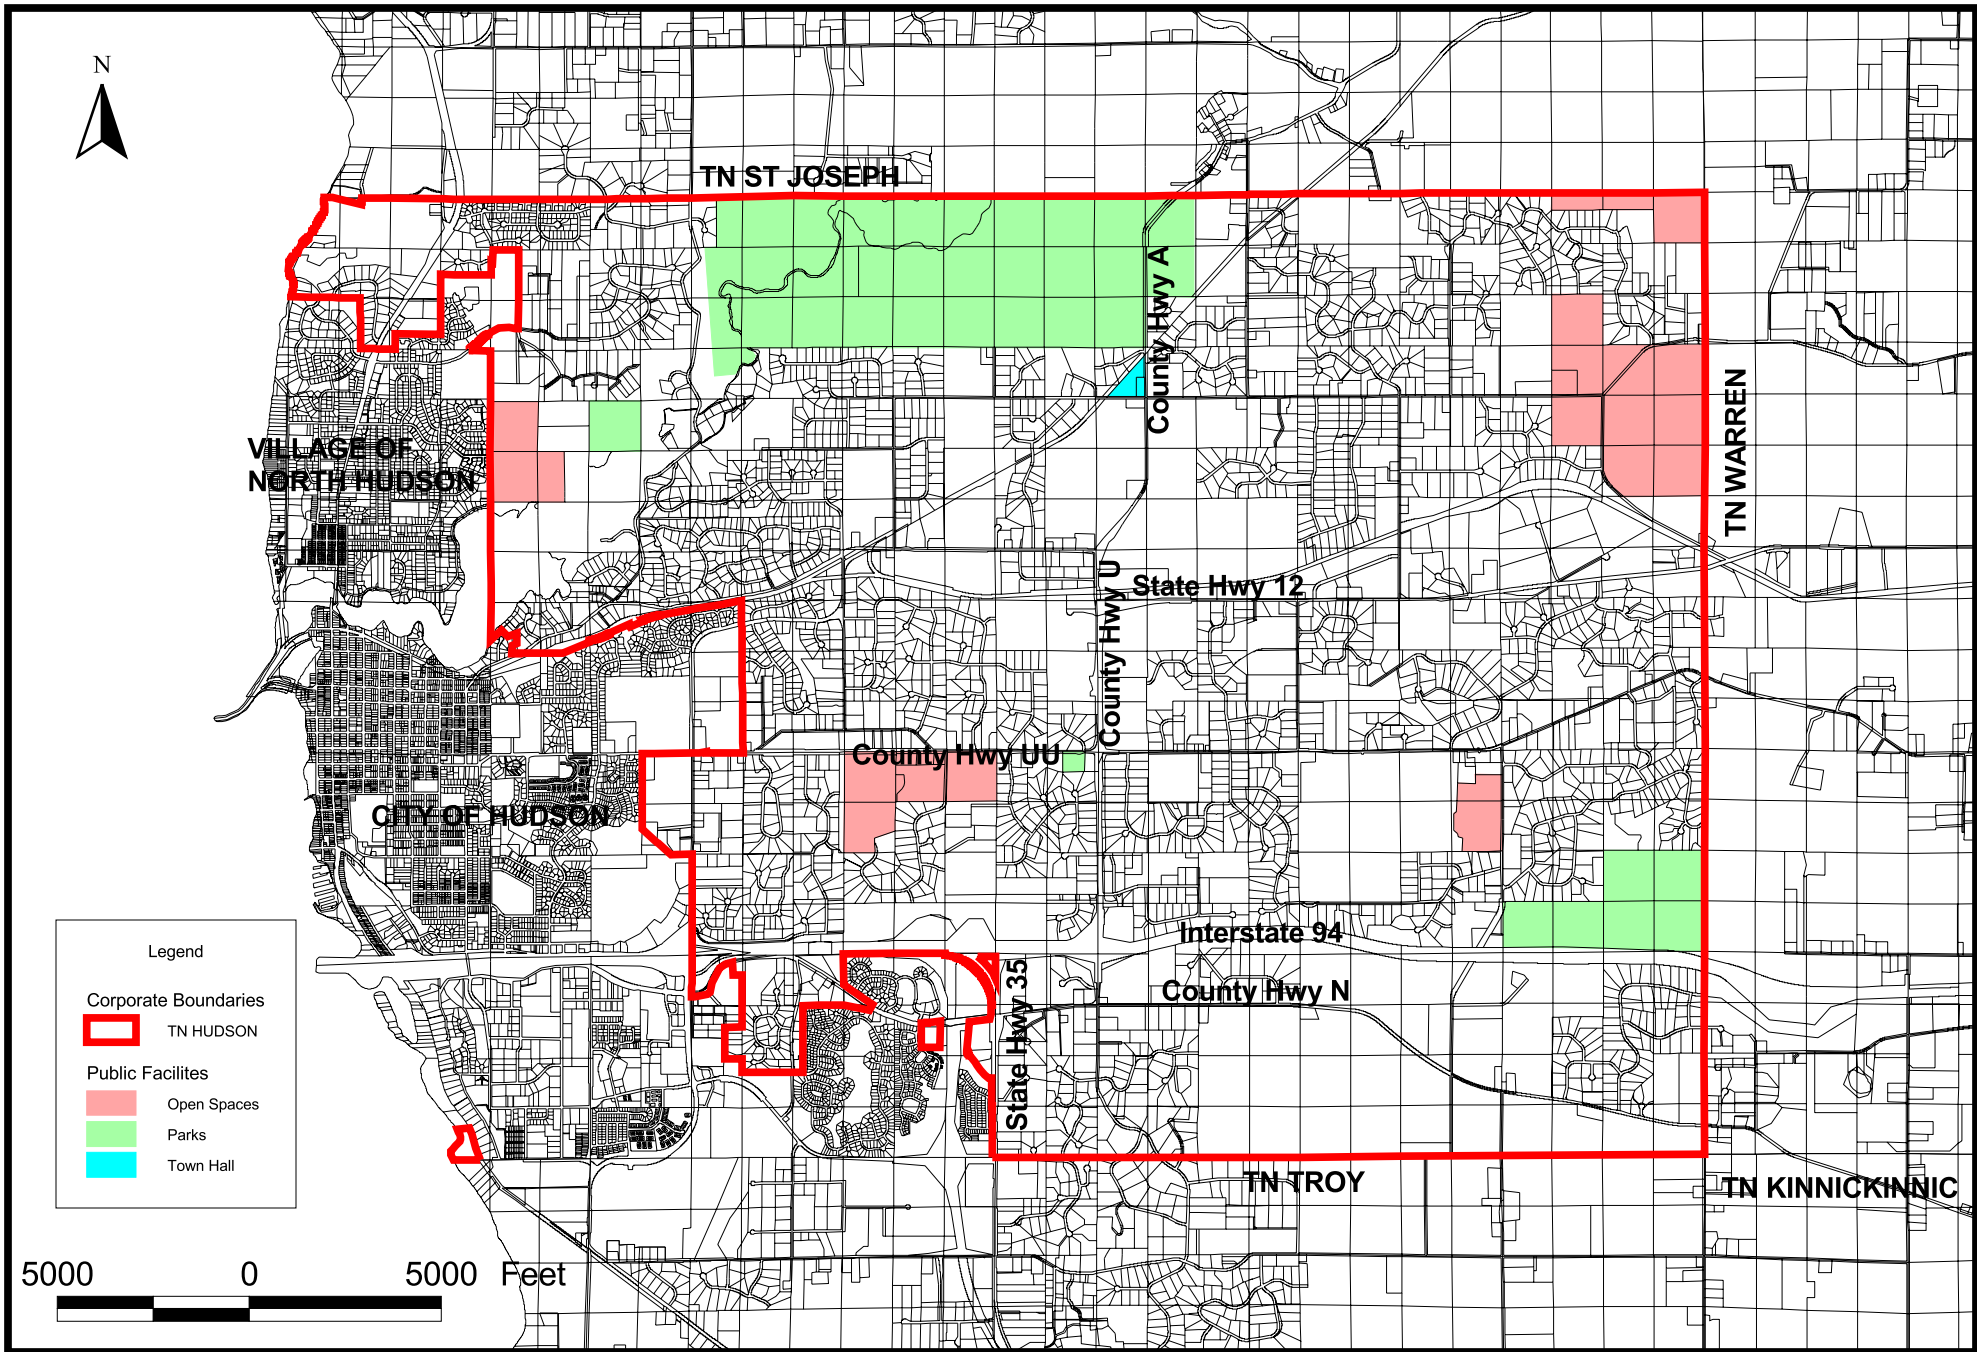 N
TN ST JOSEPH
County Hwy A
TN WARREN
VILLAGE OF
NORTH HUDSON
State Hwy 12
County Hwy U
County Hwy UU
CITY OF HUDSON
Interstate 94
County Hwy N
State Hwy 35
TN TROY
TN KINNICKINNIC
Legend
Corporate Boundaries
TN HUDSON
Public Facilites
Open Spaces
Parks
Town Hall
5000 0 5000 Feet